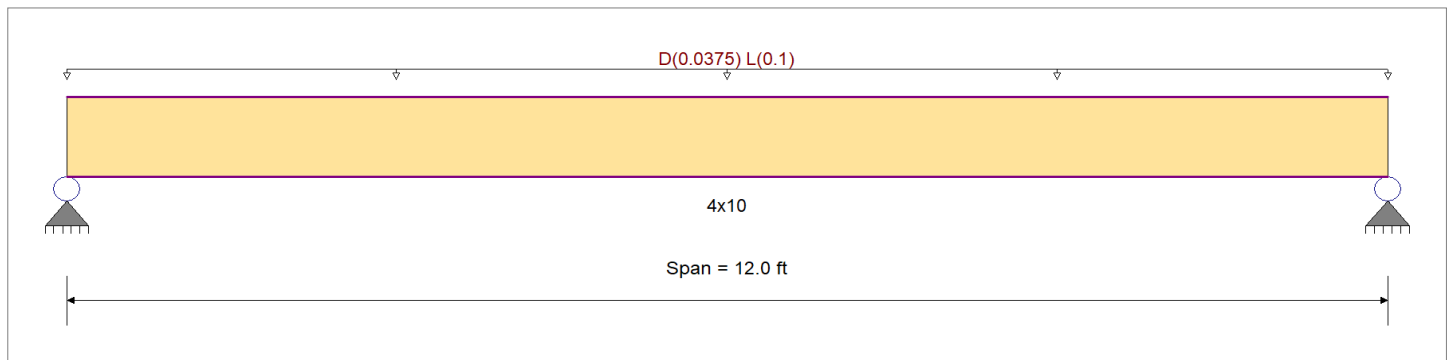 D(0.0375) L(0.1)
4x10
Span = 12.0 ft